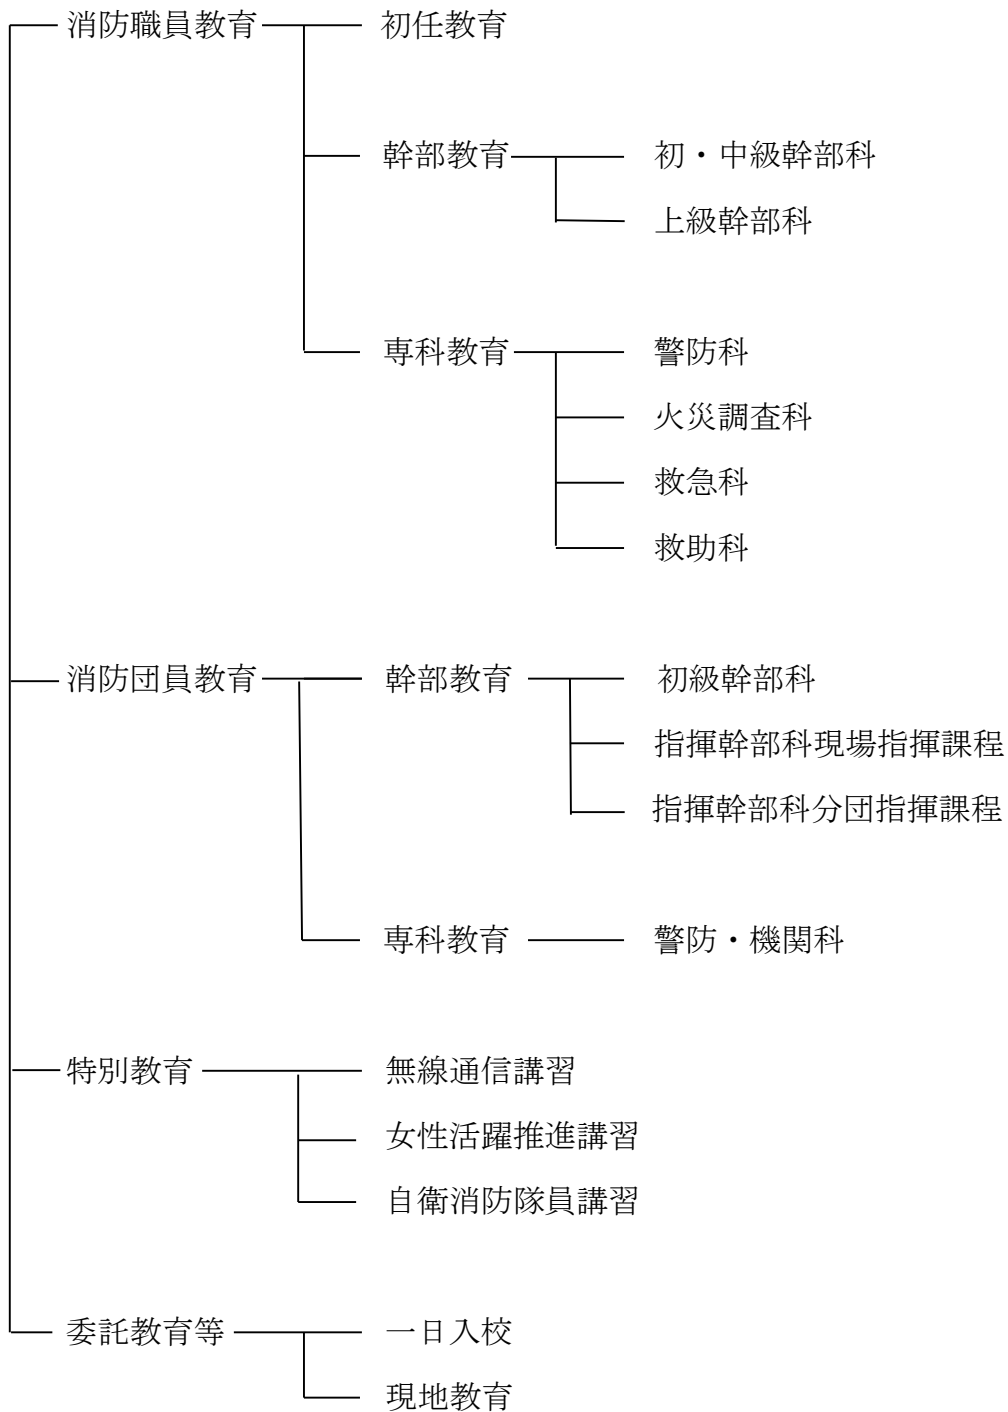 消防職員教育 初任教育
幹部教育 初・中級幹部科
上級幹部科
専科教育 警防科
火災調査科
救急科
救助科
消防団員教育 幹部教育 初級幹部科
指揮幹部科現場指揮課程
指揮幹部科分団指揮課程
専科教育 警防・機関科
特別教育 無線通信講習
女性活躍推進講習
自衛消防隊員講習
委託教育等 一日入校
現地教育